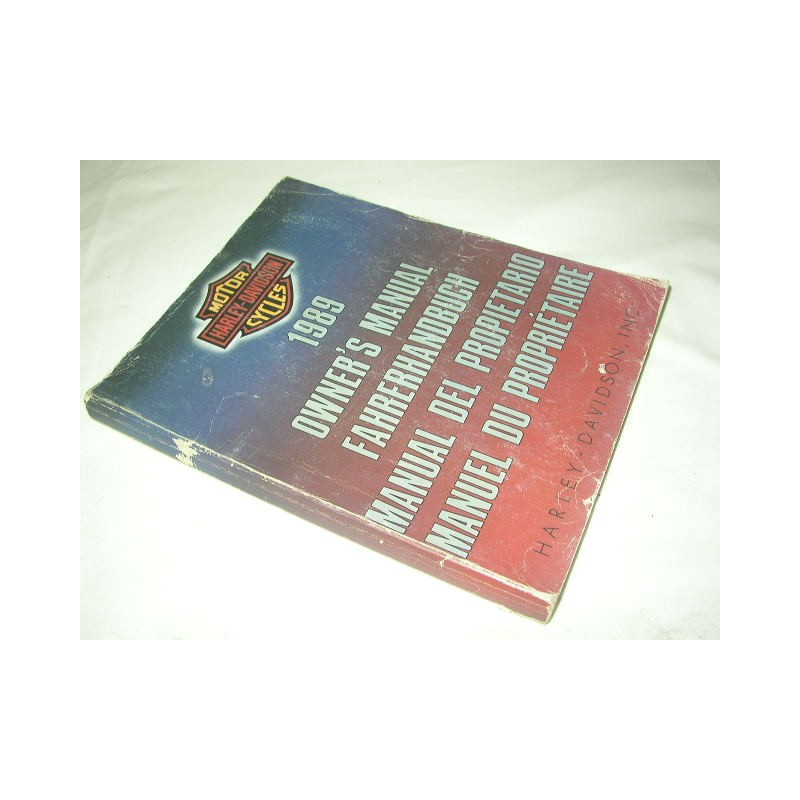 MOTOR
HARLEY-DAVIDSON
CYCLES
1989
OWNER'S MANUAL
FAHRERHANDBUCH
MANUAL DEL PROPIETARIO
MANUEL DU PROPRIÉTAIRE
HARLEY-DAVIDSON, INC.